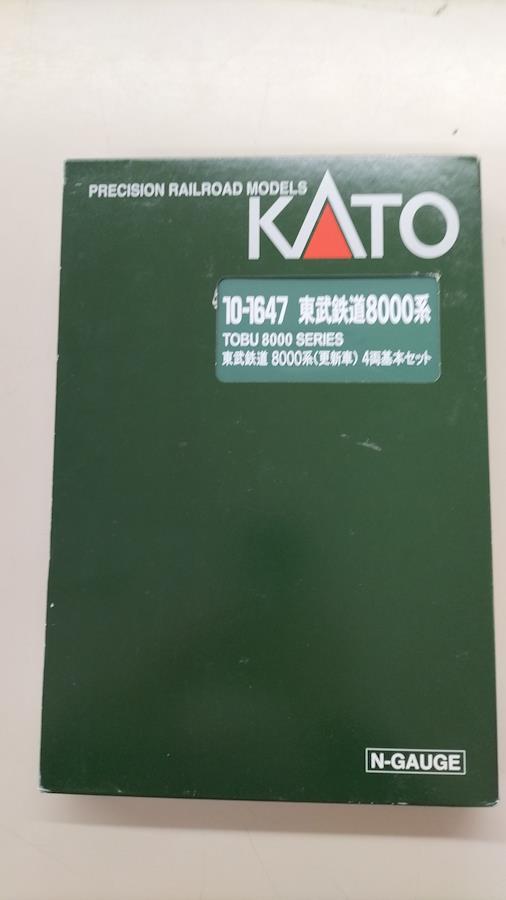 PRECISION RAILROAD MODELS
KATO
10-1647 東武鉄道8000系
TOBU 8000 SERIES
東武鉄道 8000系(更新車) 4両基本セット
N-GAUGE